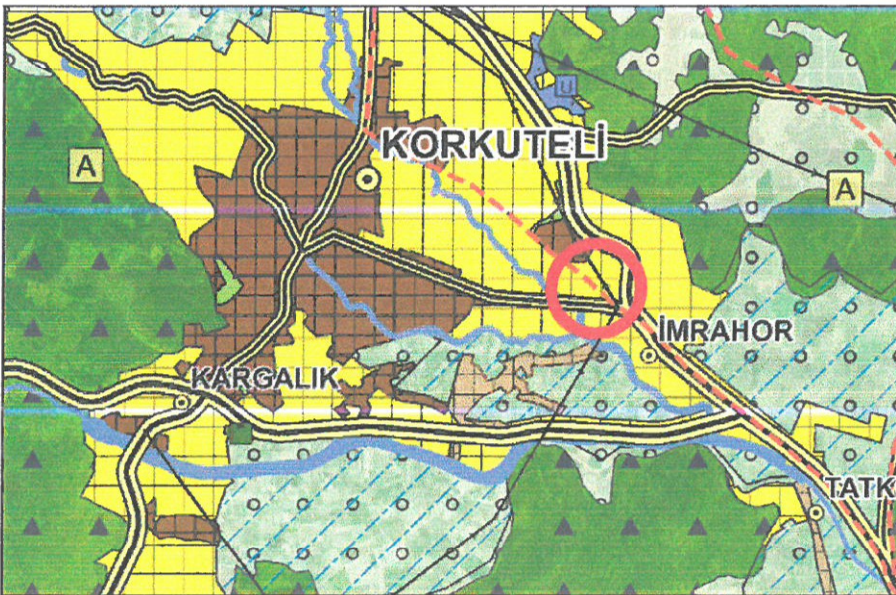 U
A
KORKUTELİ
A
İMRAHOR
KARGALIK
TATK